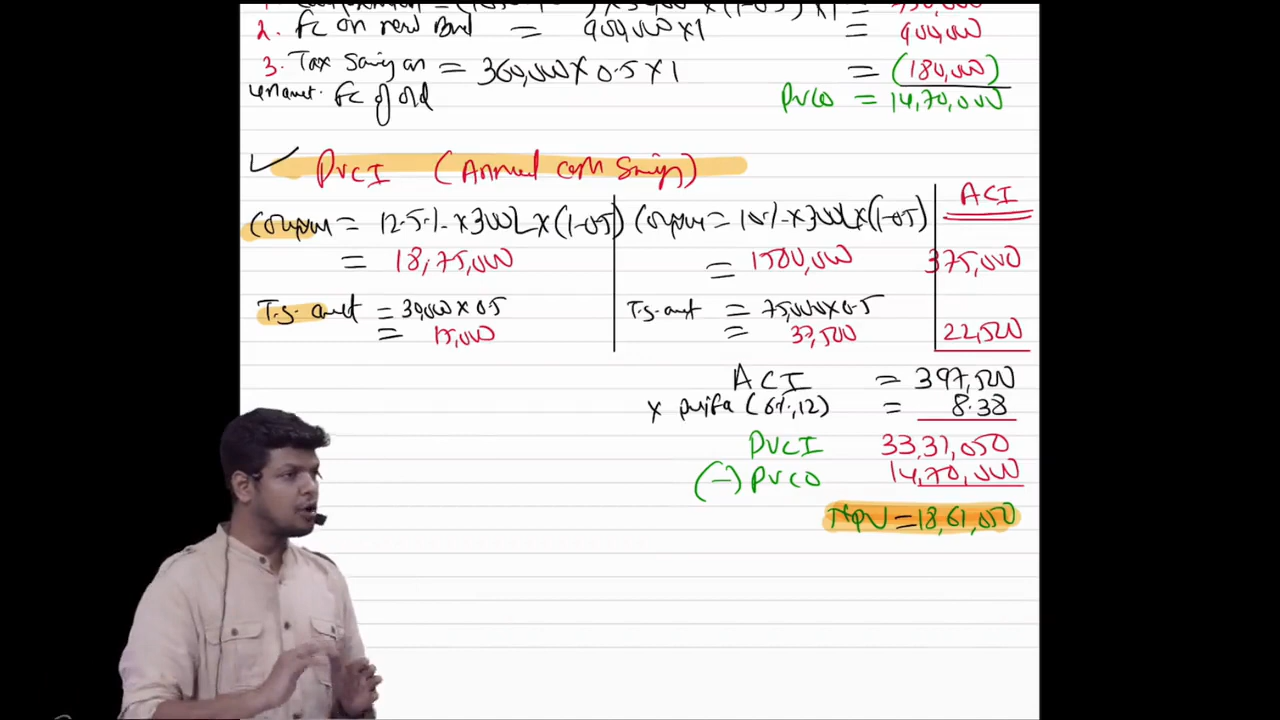 2. FC on new Bond = 900,000 x 1 = 900,000
3. Tax Saving on = 360,000 x 0.5 x 1 = (180,000)
unamort. FC of old PVCO = 14,70,000
✓ PVCI (Annual cash Savings)
Coupon = 12.5% x 300L x (1-0.5) Coupon = 10% x 300L x (1-0.5) ACI
= 18,75,000 = 1500,000 375,000
T.S. amort = 30,000 x 0.5 T.S. amort = 75,000 x 0.5
= 15,000 = 37,500 22,500
ACI = 397,500
x pvifa (6%,12) = 8.38
PVCI 33,31,050
(-) PVCO 14,70,000
NPV = 18,61,050